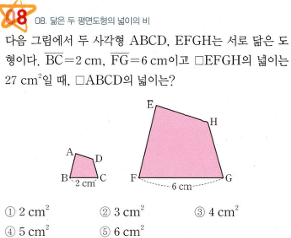 08 08. 닮은 두 평면도형의 넓이의 비
다음 그림에서 두 사각형 ABCD, EFGH는 서로 닮은 도
형이다. BC=2 cm, FG=6 cm이고 □EFGH의 넓이는
27 cm²일 때, □ABCD의 넓이는?
E
H
A
D
B 2 cm C
F 6 cm G
① 2 cm² ② 3 cm² ③ 4 cm²
④ 5 cm² ⑤ 6 cm²